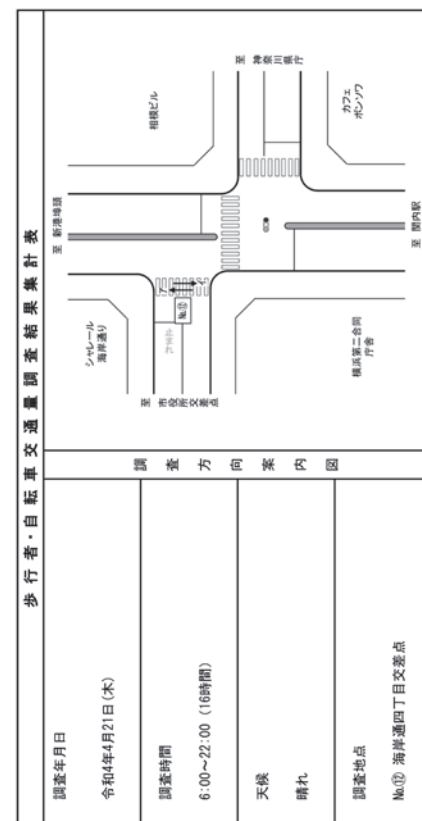 歩行者・自転車交通量調査結果集計表
調査年月日
令和4年4月21日(木)
調査時間
6:00～22:00 (16時間)
天候
晴れ
調査地点
No.⑫ 海岸通四丁目交差点
調査方向案内図
シャレール
海岸通り
至 新港埠頭
相模ビル
至 市役所交差点
No.⑫
ア
イ
至 神奈川県庁
横浜第二合同
庁舎
至 関内駅
カフェ
ポンソワ